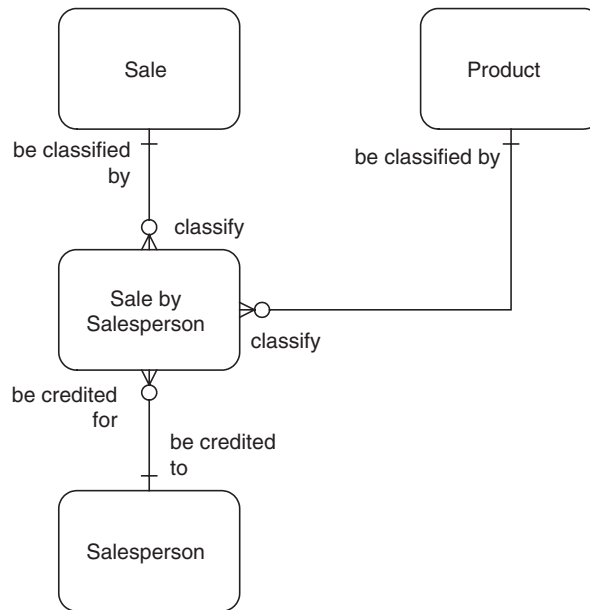 Sale
Product
be classified
by
be classified by
classify
Sale by
Salesperson
classify
be credited
for
be credited
to
Salesperson